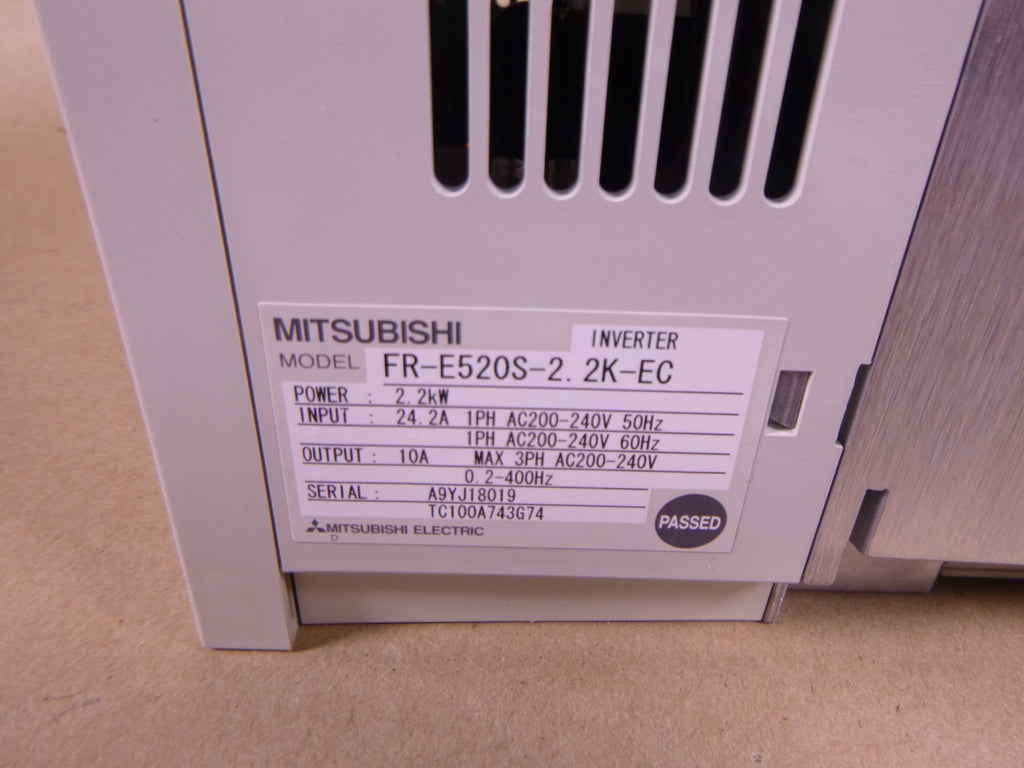 MITSUBISHI INVERTER
MODEL FR-E520S-2.2K-EC
POWER : 2.2kW
INPUT : 24.2A 1PH AC200-240V 50Hz
1PH AC200-240V 60Hz
OUTPUT : 10A MAX 3PH AC200-240V
0.2-400Hz
SERIAL : A9YJ18019
TC100A743G74
PASSED
MITSUBISHI ELECTRIC
D